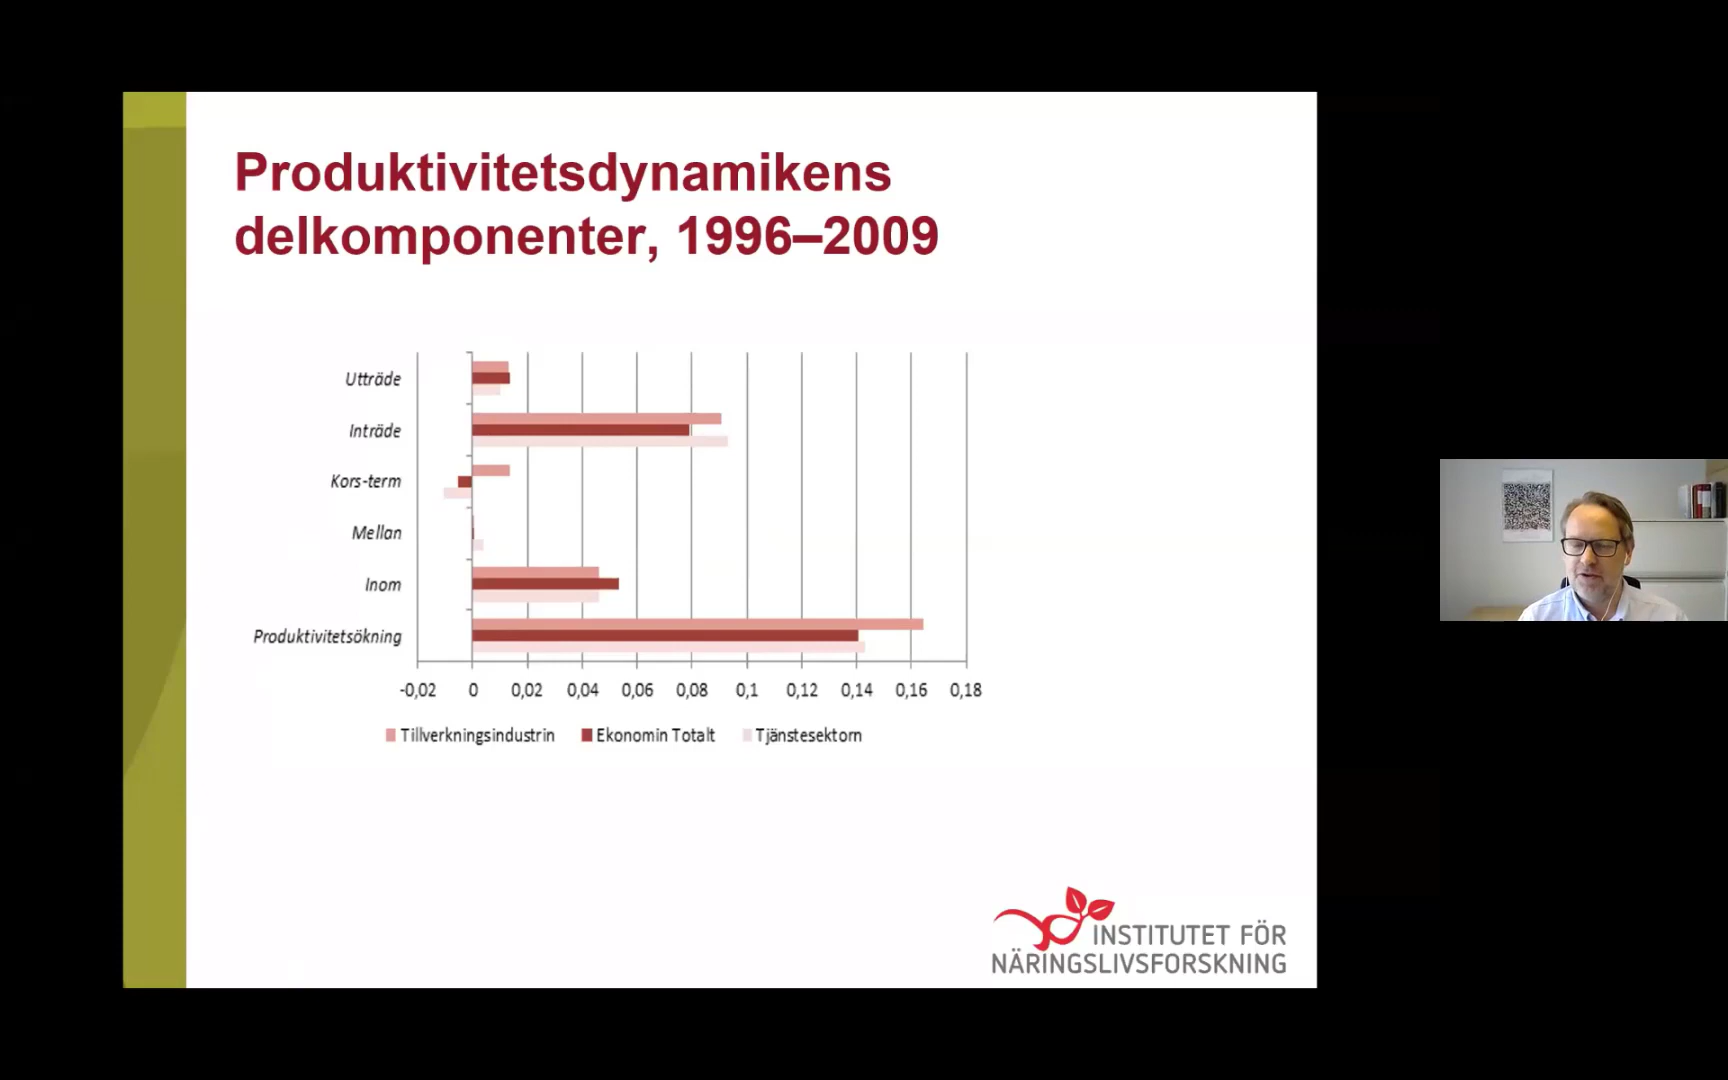 Produktivitetsdynamikens
delkomponenter, 1996–2009
Utträde
Inträde
Kors-term
Mellan
Inom
Produktivitetsökning
-0,02 0 0,02 0,04 0,06 0,08 0,1 0,12 0,14 0,16 0,18
Tillverkningsindustrin Ekonomin Totalt Tjänstesektorn
INSTITUTET FÖR
NÄRINGSLIVSFORSKNING